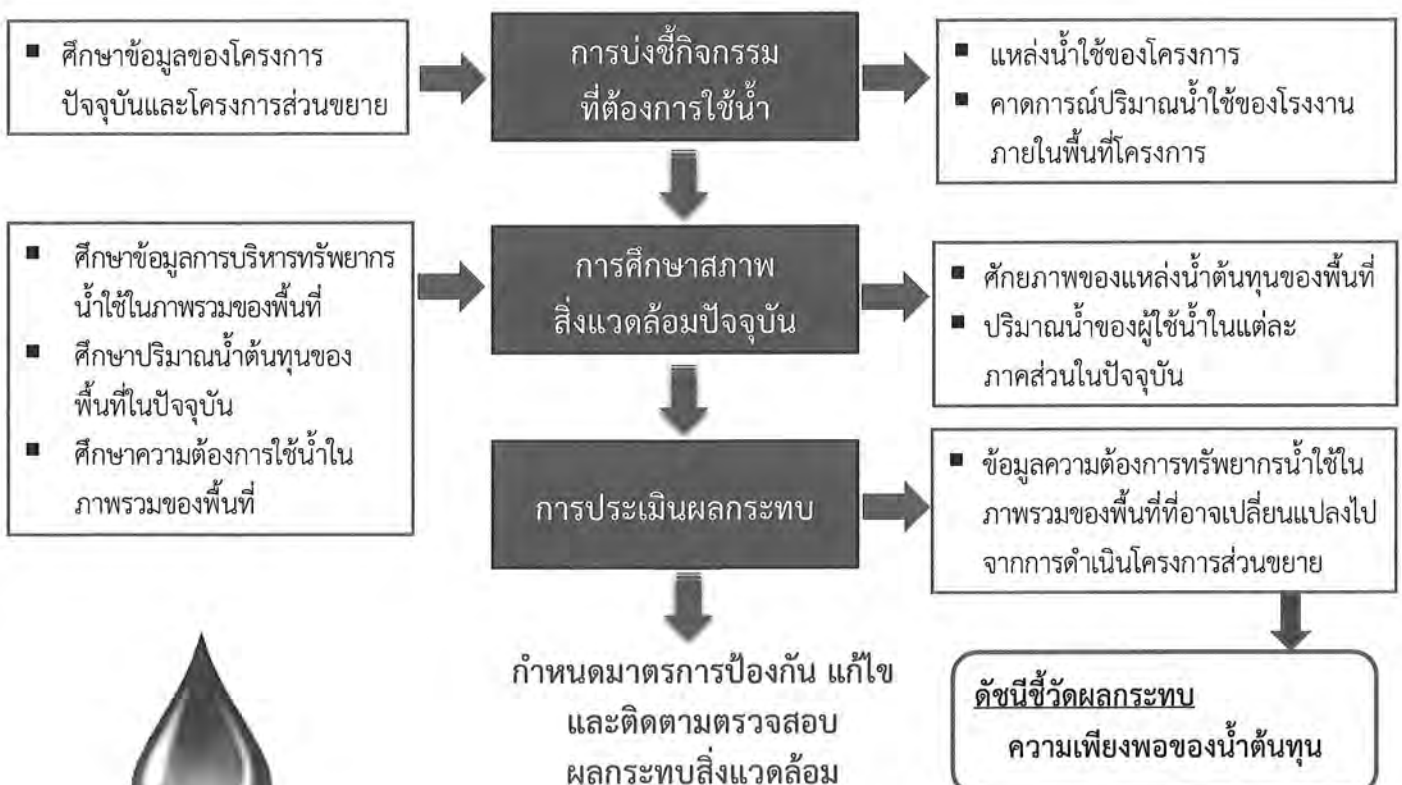 ■ ศึกษาข้อมูลของโครงการ
ปัจจุบันและโครงการส่วนขยาย
การบ่งชี้กิจกรรม
ที่ต้องการใช้น้ำ
■ แหล่งน้ำใช้ของโครงการ
■ คาดการณ์ปริมาณน้ำใช้ของโรงงาน
ภายในพื้นที่โครงการ
■ ศึกษาข้อมูลการบริหารทรัพยากร
น้ำใช้ในภาพรวมของพื้นที่
■ ศึกษาปริมาณน้ำต้นทุนของ
พื้นที่ในปัจจุบัน
■ ศึกษาความต้องการใช้น้ำใน
ภาพรวมของพื้นที่
การศึกษาสภาพ
สิ่งแวดล้อมปัจจุบัน
■ ศักยภาพของแหล่งน้ำต้นทุนของพื้นที่
■ ปริมาณน้ำของผู้ใช้น้ำในแต่ละ
ภาคส่วนในปัจจุบัน
การประเมินผลกระทบ
■ ข้อมูลความต้องการทรัพยากรน้ำใช้ใน
ภาพรวมของพื้นที่ที่อาจเปลี่ยนแปลงไป
จากการดำเนินโครงการส่วนขยาย
กำหนดมาตรการป้องกัน แก้ไข
และติดตามตรวจสอบ
ผลกระทบสิ่งแวดล้อม
ดัชนีชี้วัดผลกระทบ
ความเพียงพอของน้ำต้นทุน